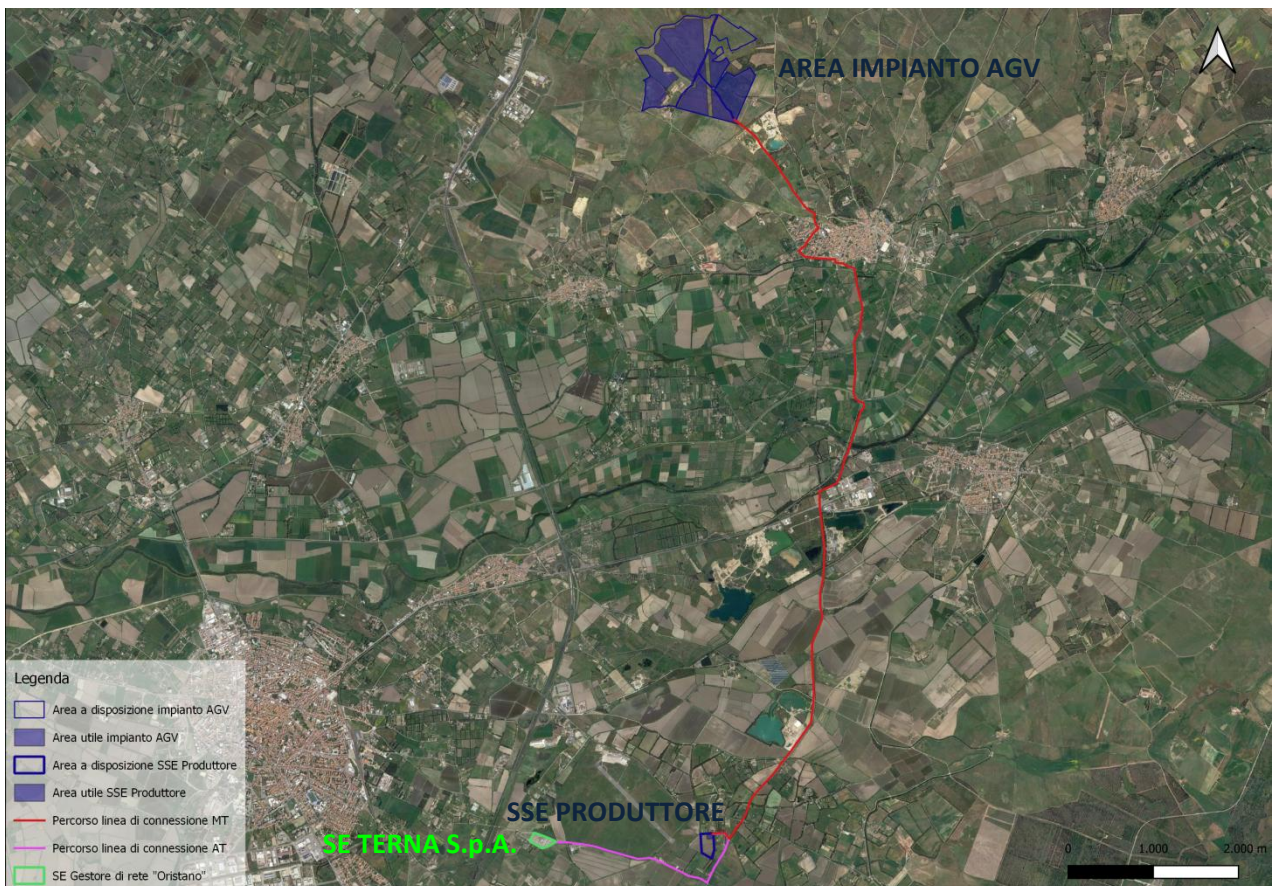 AREA IMPIANTO AGV
SSE PRODUTTORE
SE TERNA S.p.A.
Legenda
Area a disposizione impianto AGV
Area utile impianto AGV
Area a disposizione SSE Produttore
Area utile SSE Produttore
Percorso linea di connessione MT
Percorso linea di connessione AT
SE Gestore di rete "Oristano"
0 1,000 2,000 m